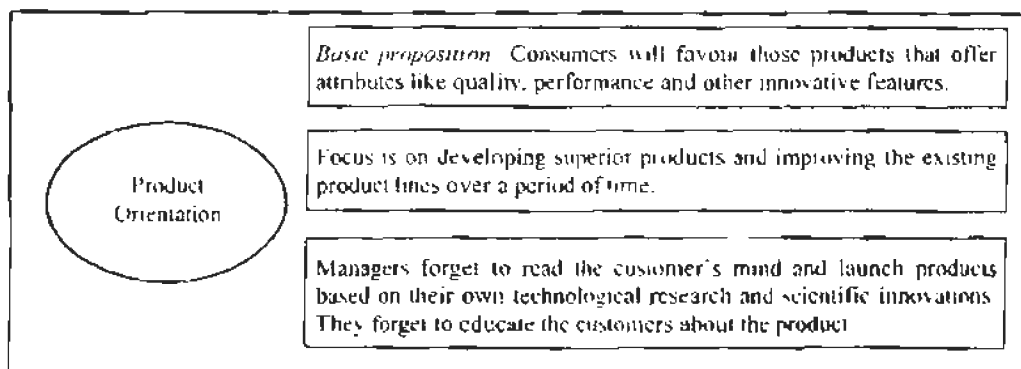 Basic proposition Consumers will favour those products that offer
attributes like quality, performance and other innovative features.
Product
Orientation
Focus is on developing superior products and improving the existing
product lines over a period of time.
Managers forget to read the customer's mind and launch products
based on their own technological research and scientific innovations
They forget to educate the customers about the product